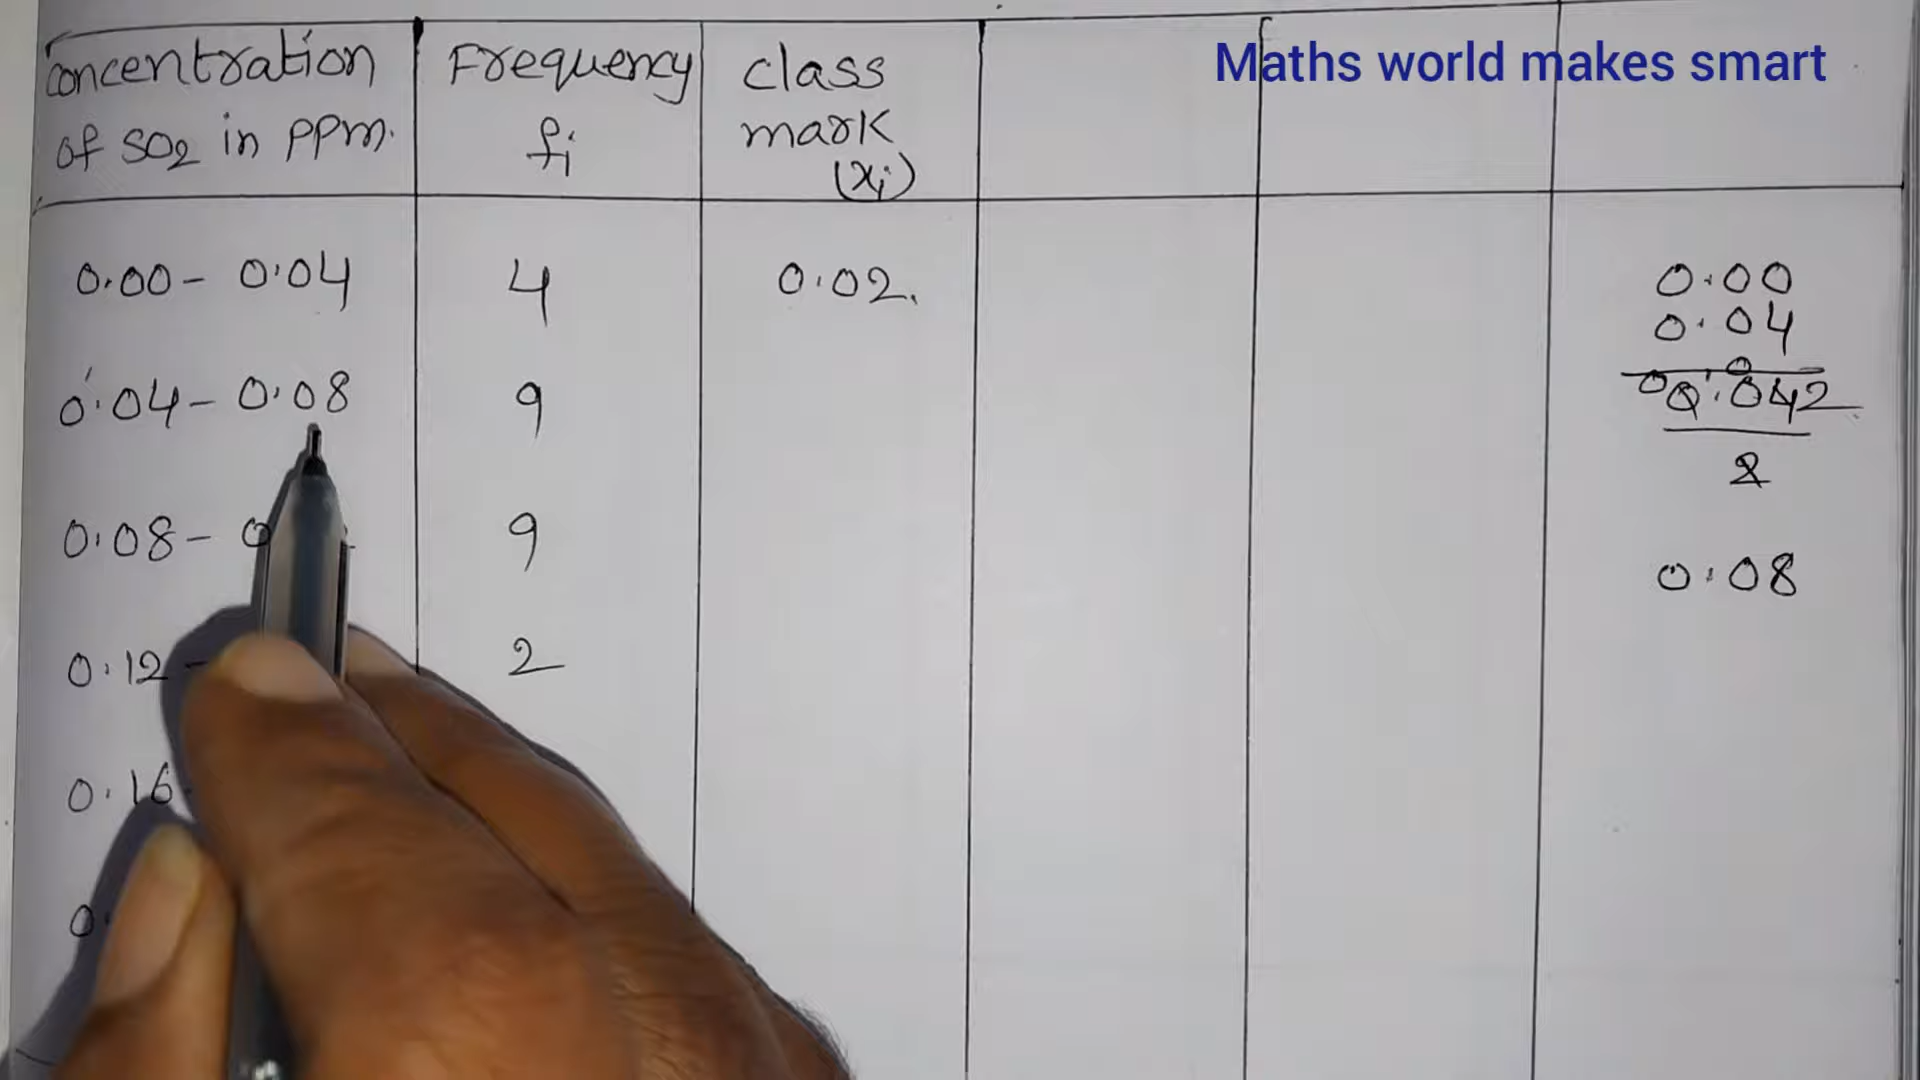 Maths world makes smart
concentration
of SO2 in PPm.
Frequency
fi
class
mark
(xi)
0.00 - 0.04
4
0.02.
0.04 - 0.08
9
0.08 - 0
9
0.12 -
2
0.16
0.
0.00
0.04
0.042
2
0.08